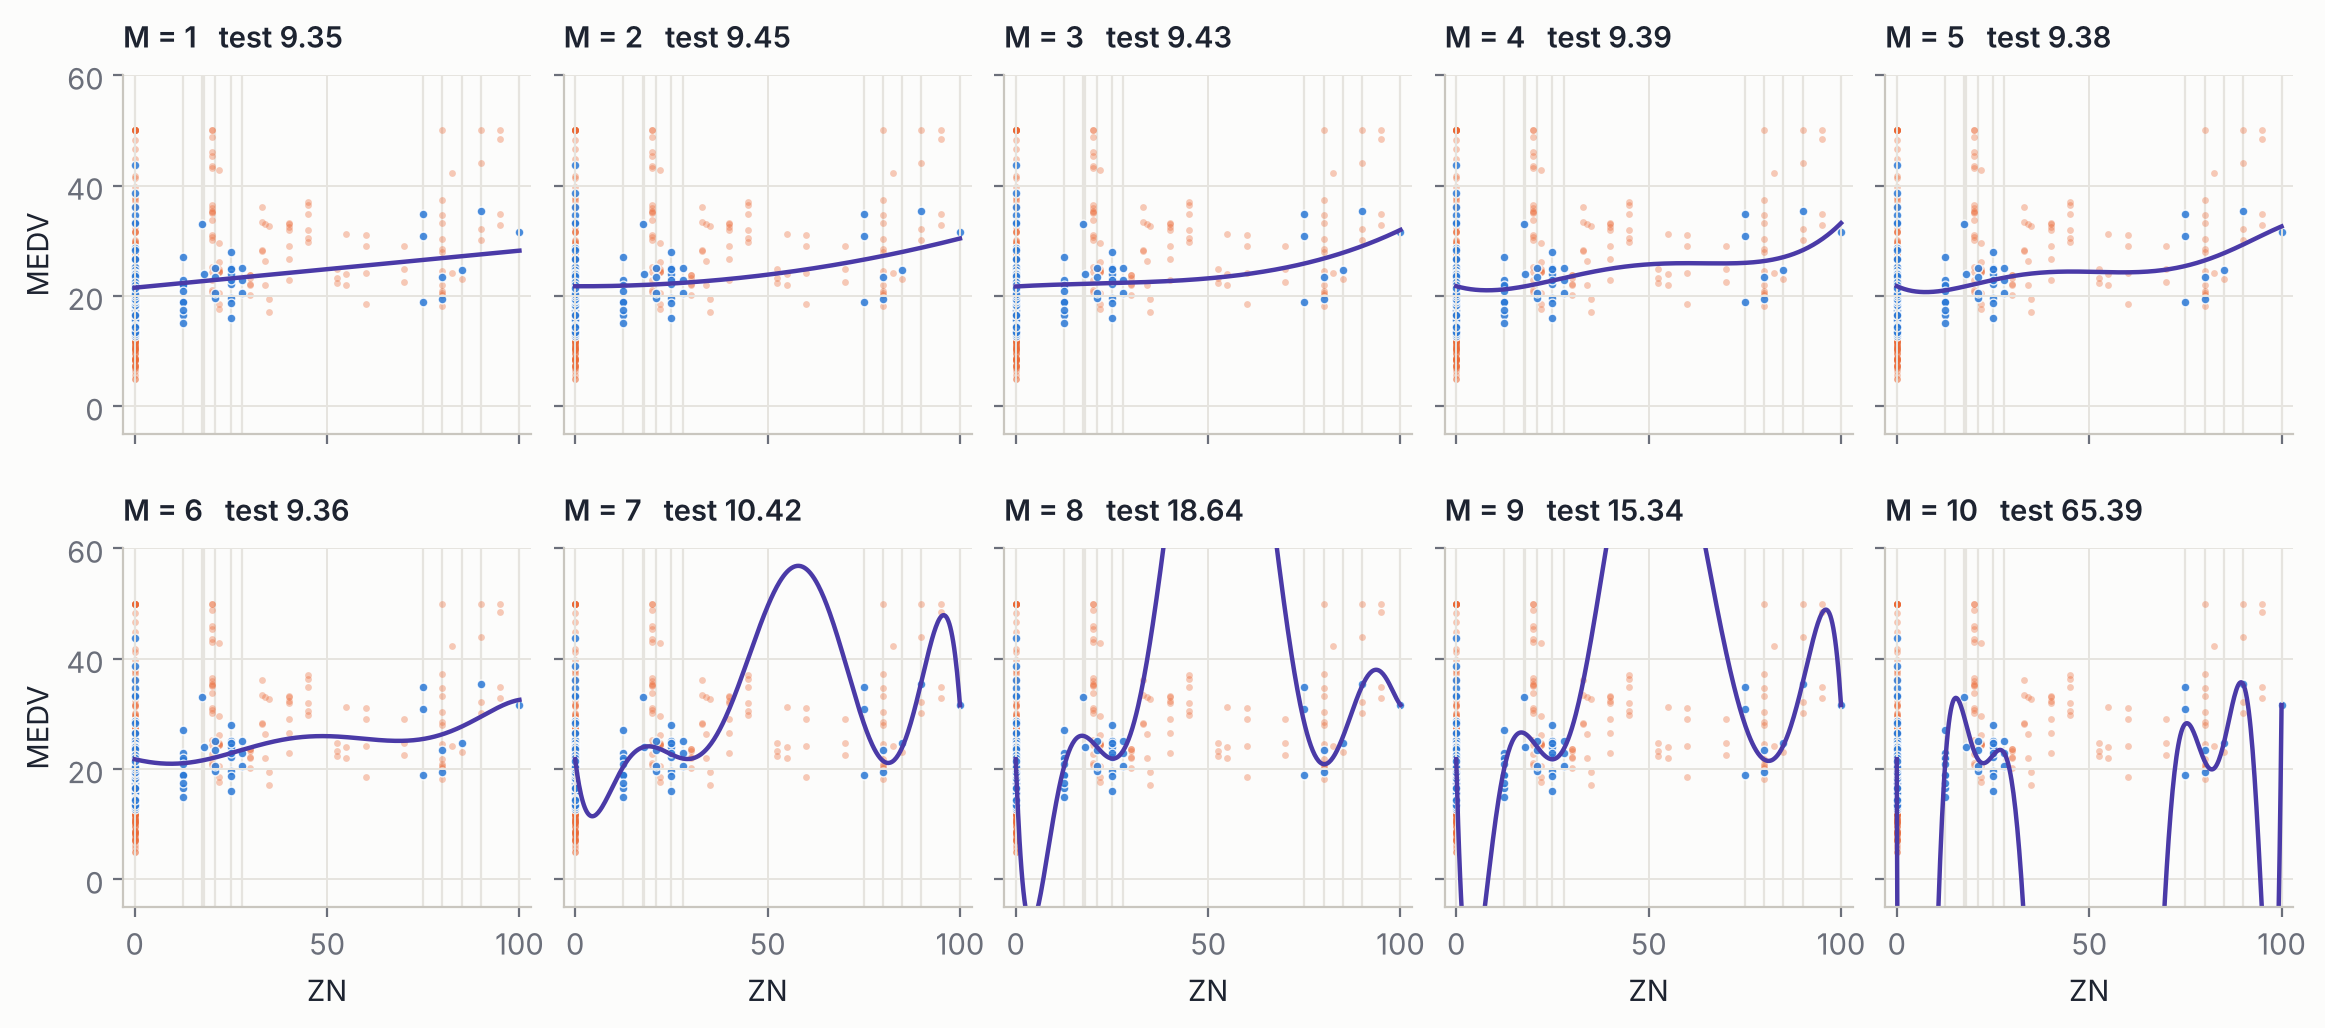 M = 1 test 9.35
M = 2 test 9.45
M = 3 test 9.43
M = 4 test 9.39
M = 5 test 9.38
60
40
20
0
MEDV
M = 6 test 9.36
M = 7 test 10.42
M = 8 test 18.64
M = 9 test 15.34
M = 10 test 65.39
60
40
20
0
MEDV
0 50 100
0 50 100
0 50 100
0 50 100
0 50 100
ZN
ZN
ZN
ZN
ZN